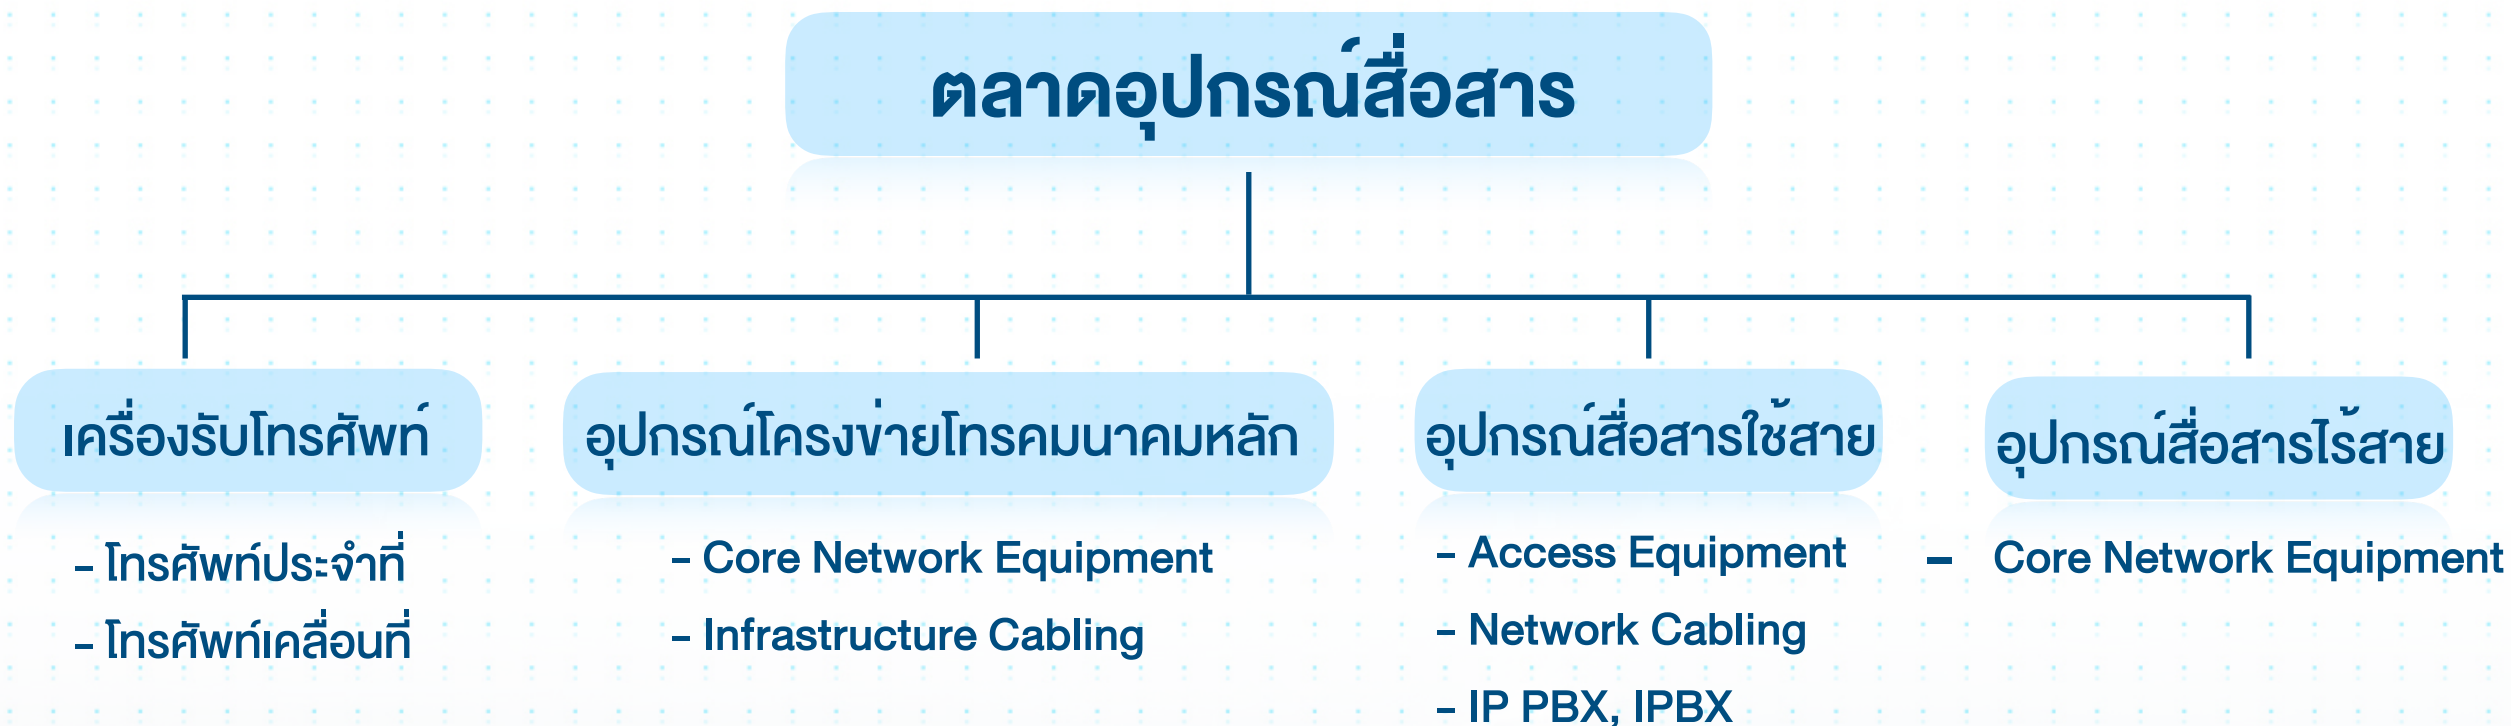 ตลาดอุปกรณ์สื่อสาร
เครื่องรับโทรศัพท์
- โทรศัพท์ประจำที่
- โทรศัพท์เคลื่อนที่
อุปกรณ์โครงข่ายโทรคมนาคมหลัก
- Core Network Equipment
- Infrastructure Cabling
อุปกรณ์สื่อสารใช้สาย
- Access Equipment
- Network Cabling
- IP PBX, IPBX
อุปกรณ์สื่อสารไร้สาย
- Core Network Equipment